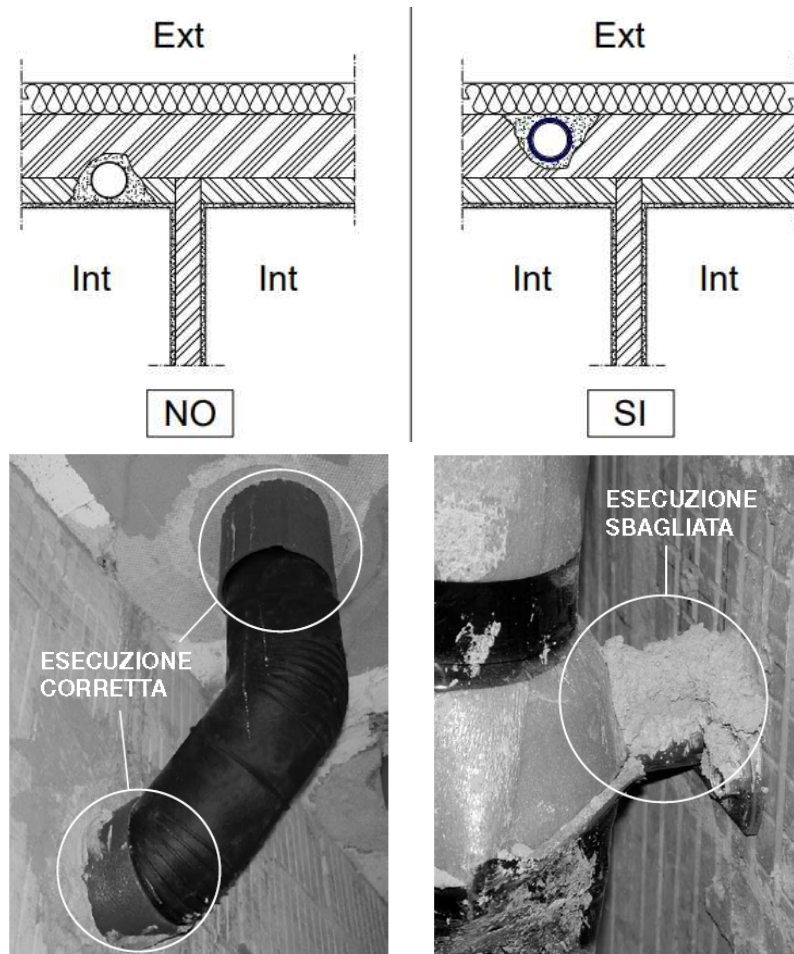 Ext
Int
Int
NO
Ext
Int
Int
SI
ESECUZIONE
CORRETTA
ESECUZIONE
SBAGLIATA